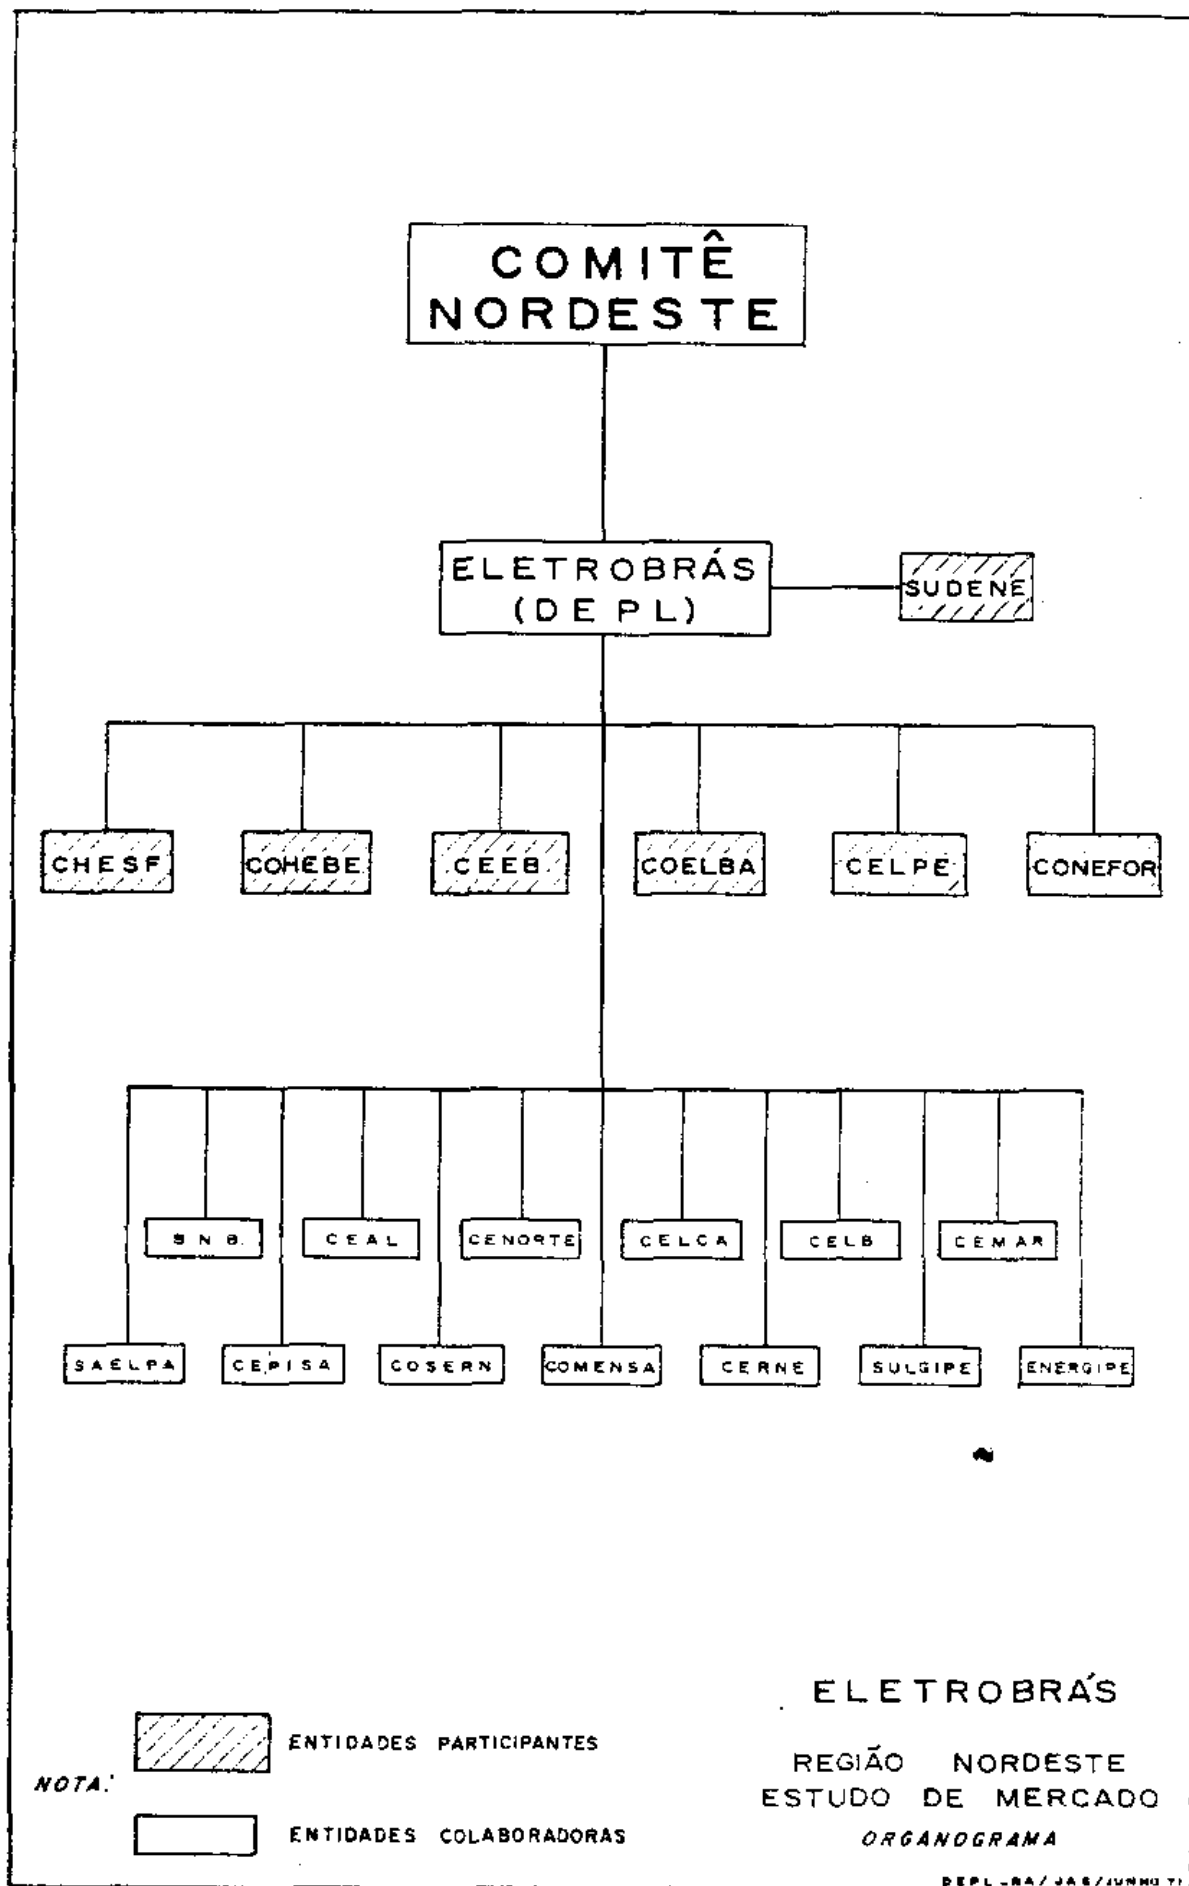 COMITÊ
NORDESTE
ELETROBRÁS
(DEPL)
SUDENE
CHESF
COHEBE
CEEB
COELBA
CELPE
CONEFOR
CEAL
CENORTE
CELCA
CELB
CEMAR
SAELPA
CEPISA
COSERN
COMENSA
CERNE
SULGIPE
ENERGIPE
ELETROBRÁS
REGIÃO NORDESTE
ESTUDO DE MERCADO
ORGANOGRAMA
NOTA:
ENTIDADES PARTICIPANTES
ENTIDADES COLABORADORAS